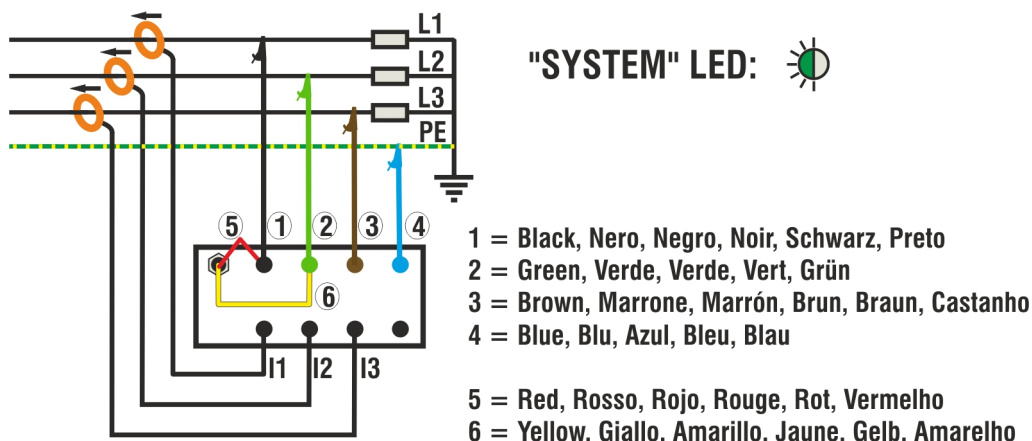 L1
"SYSTEM" LED:
L2
L3
PE
5 1 2 3 4
6
I1 I2 I3
1 = Black, Nero, Negro, Noir, Schwarz, Preto
2 = Green, Verde, Verde, Vert, Grün
3 = Brown, Marrone, Marrón, Brun, Braun, Castanho
4 = Blue, Blu, Azul, Bleu, Blau
5 = Red, Rosso, Rojo, Rouge, Rot, Vermelho
6 = Yellow, Giallo, Amarillo, Jaune, Gelb, Amarelho